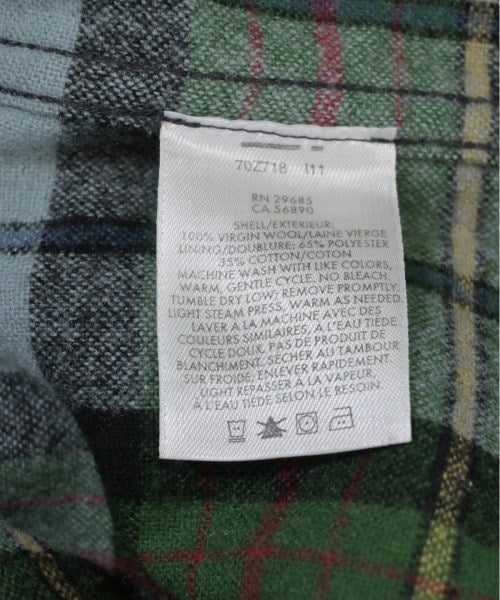 70Z718 I11
RN 29685
CA 56890
SHELL/EXTERIEUR:
100% VIRGIN WOOL/LAINE VIERGE
LINING/DOUBLURE: 65% POLYESTER
35% COTTON/COTON
MACHINE WASH WITH LIKE COLORS,
WARM, GENTLE CYCLE. NO BLEACH.
TUMBLE DRY LOW; REMOVE PROMPTLY.
LIGHT STEAM PRESS, WARM AS NEEDED.
LAVER A LA MACHINE AVEC DES
COULEURS SIMILAIRES, A L'EAU TIEDE
CYCLE DOUX. PAS DE PRODUIT DE
BLANCHIMENT. SÉCHER AU TAMBOUR
SUR FROIDE, ENLEVER RAPIDEMENT.
LIGHT REPASSER A LA VAPEUR,
À L'EAU TIEDE SELON LE BESOIN.